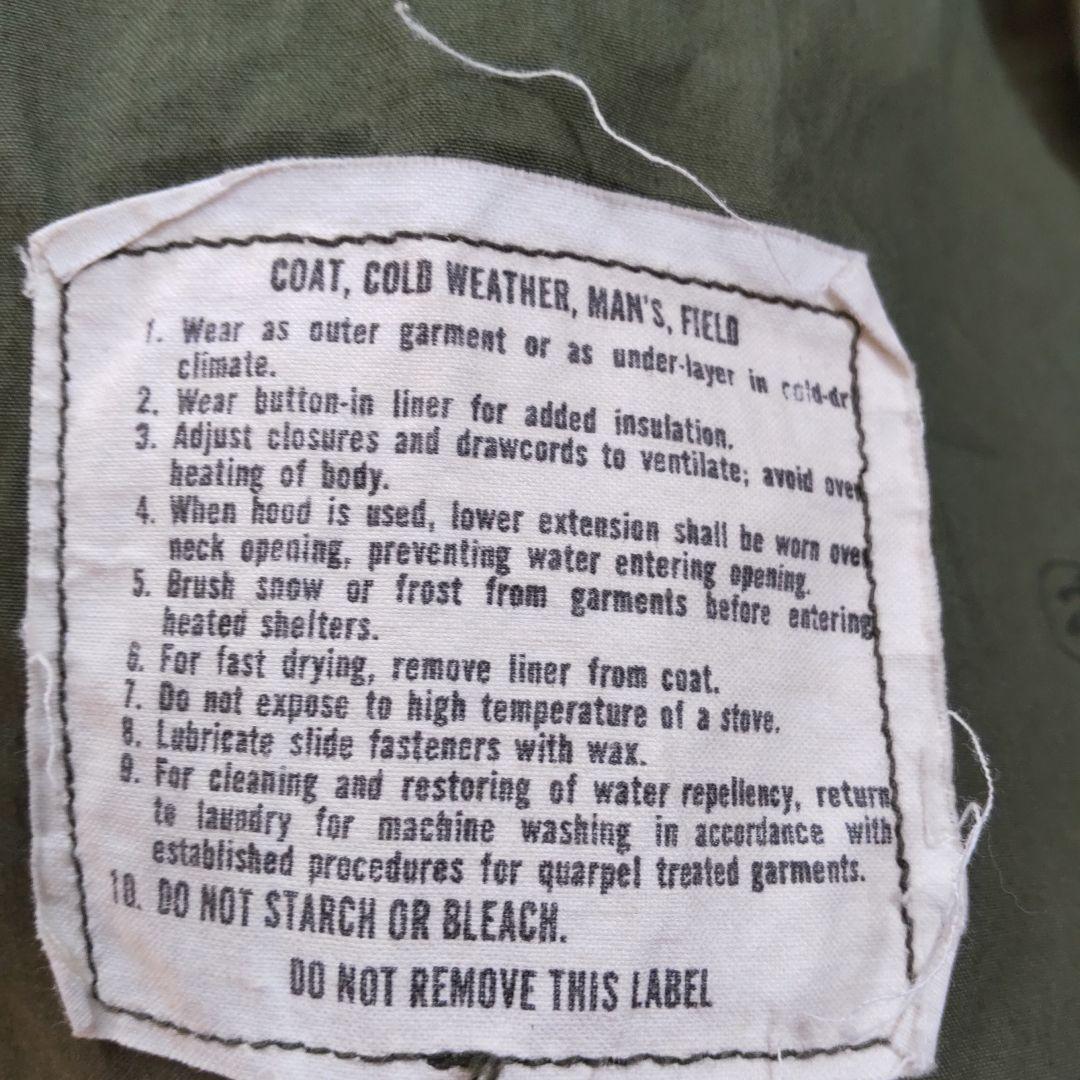 COAT, COLD WEATHER, MAN'S, FIELD
1. Wear as outer garment or as under-layer in cold-dr
climate.
2. Wear button-in liner for added insulation.
3. Adjust closures and drawcords to ventilate; avoid over
heating of body.
4. When hood is used, lower extension shall be worn over
neck opening, preventing water entering opening.
5. Brush snow or frost from garments before entering
heated shelters.
6. For fast drying, remove liner from coat.
7. Do not expose to high temperature of a stove.
8. Lubricate slide fasteners with wax.
9. For cleaning and restoring of water repellency, return
to laundry for machine washing in accordance with
established procedures for quarpel treated garments.
10. DO NOT STARCH OR BLEACH.
DO NOT REMOVE THIS LABEL